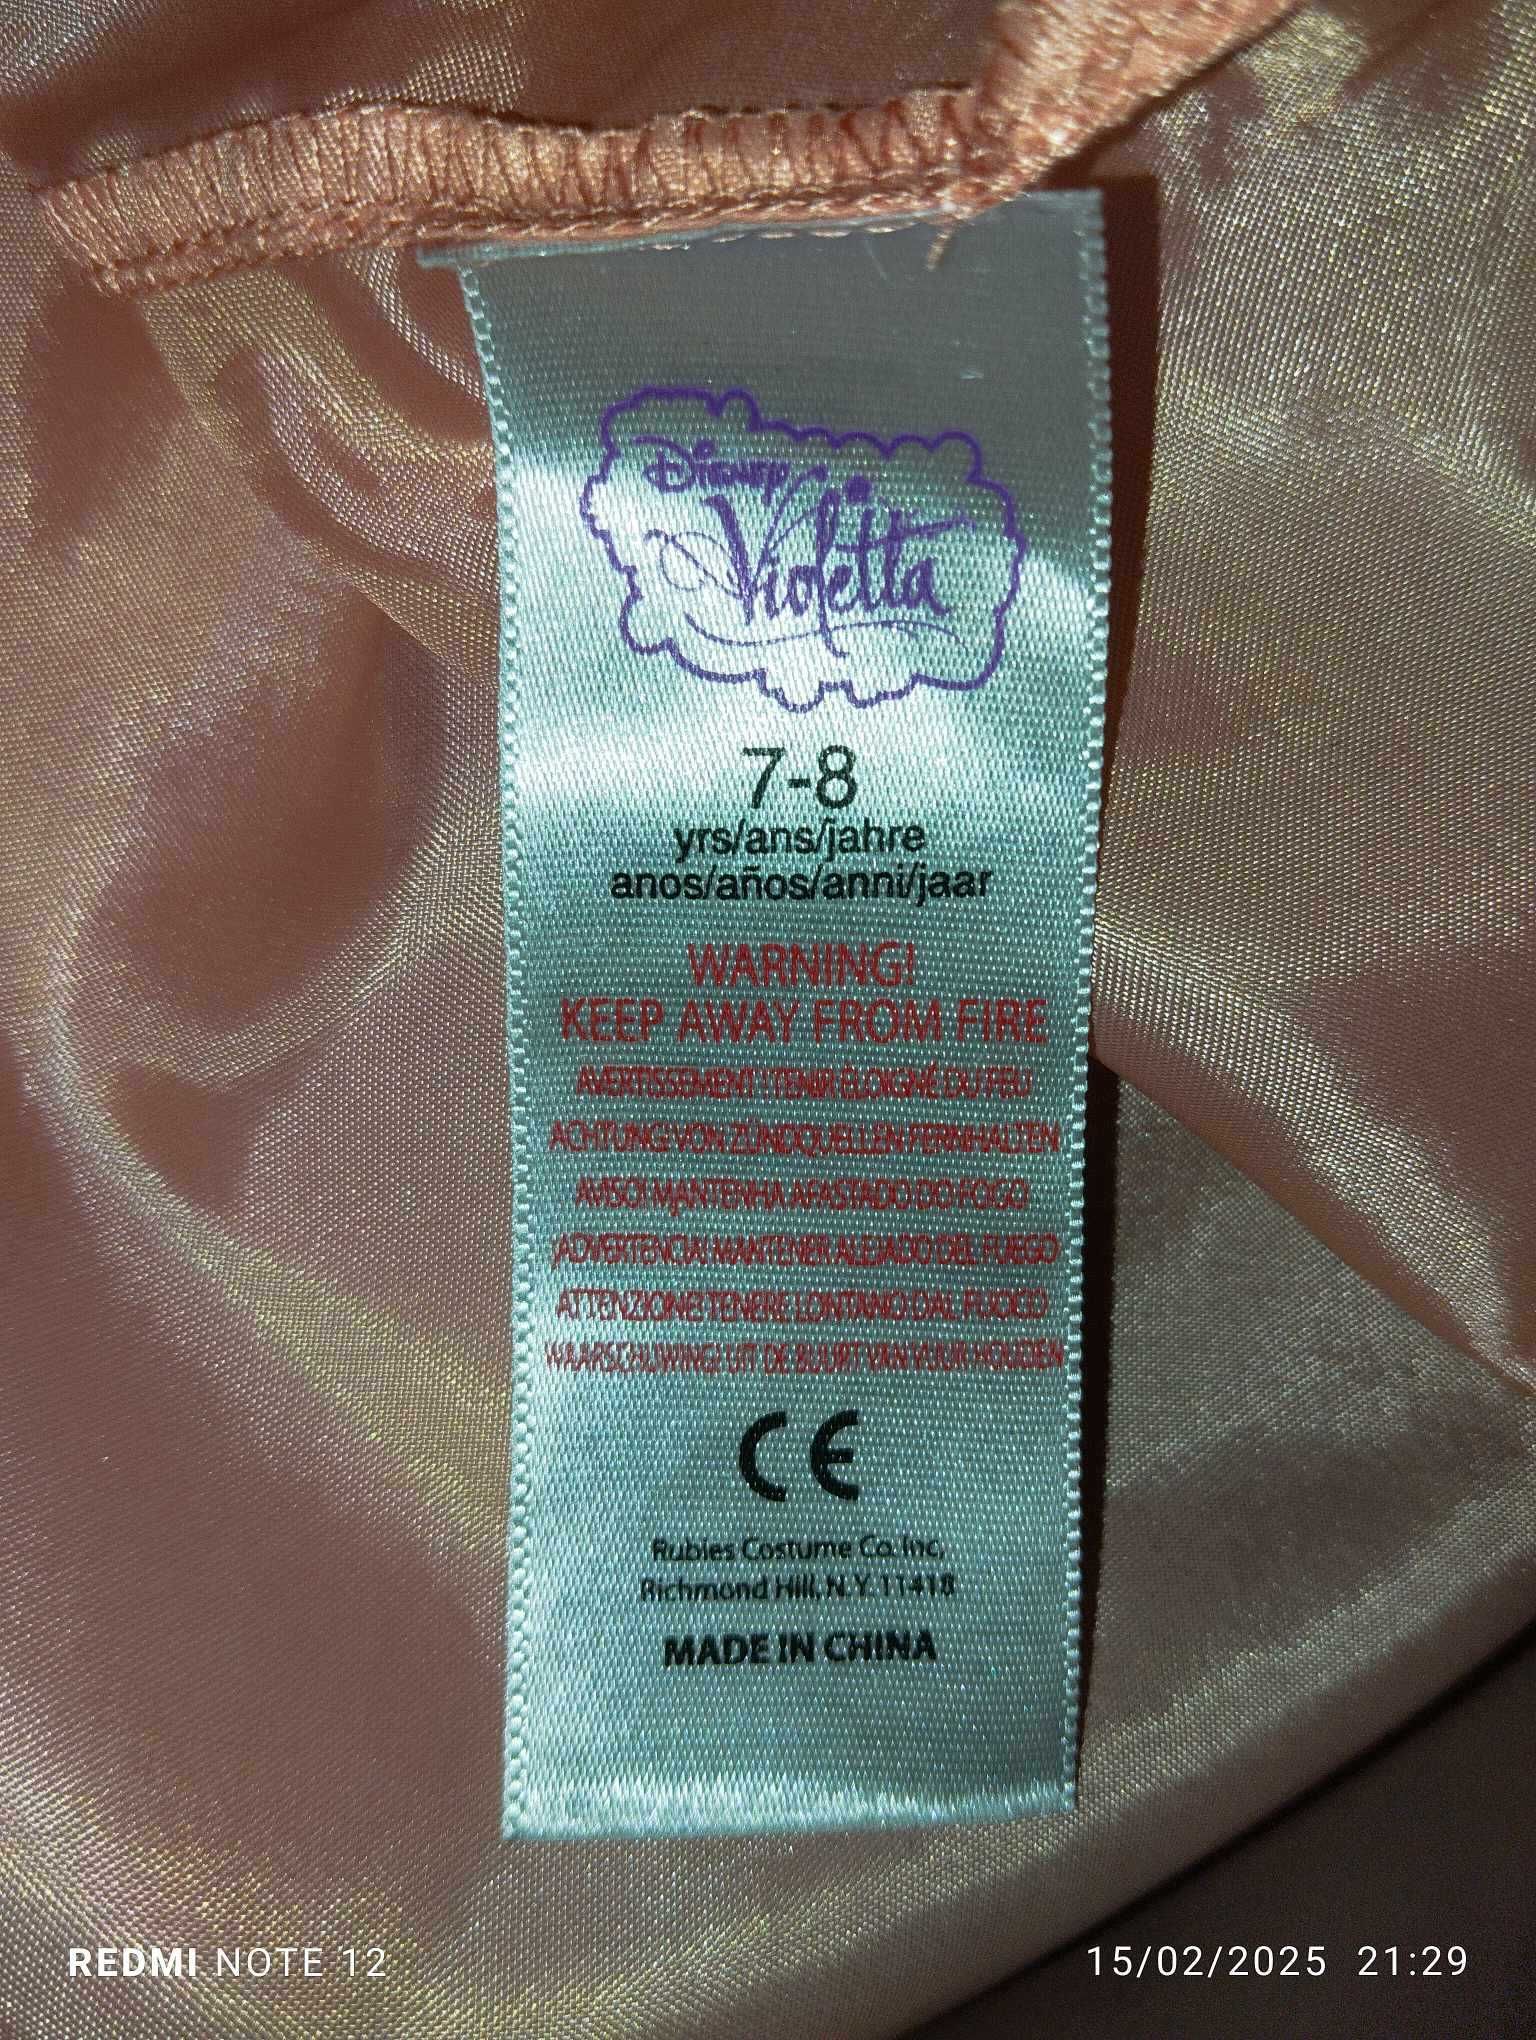 Disney
Violetta
7-8
yrs/ans/jahre
anos/años/anni/jaar
WARNING!
KEEP AWAY FROM FIRE
AVERTISSEMENT! TENIR ÉLOIGNÉ DU FEU
ACHTUNG VON ZÜNDQUELLEN FERNHALTEN
AVISO! MANTENHA AFASTADO DO FOGO
¡ADVERTENCIA! MANTENER ALEJADO DEL FUEGO
ATTENZIONE! TENERE LONTANO DAL FUOCO
WAARSCHUWING! UIT DE BUURT VAN VUUR HOUDEN
CE
Rubies Costume Co. Inc,
Richmond Hill, N.Y. 11418
MADE IN CHINA
REDMI NOTE 12
15/02/2025 21:29